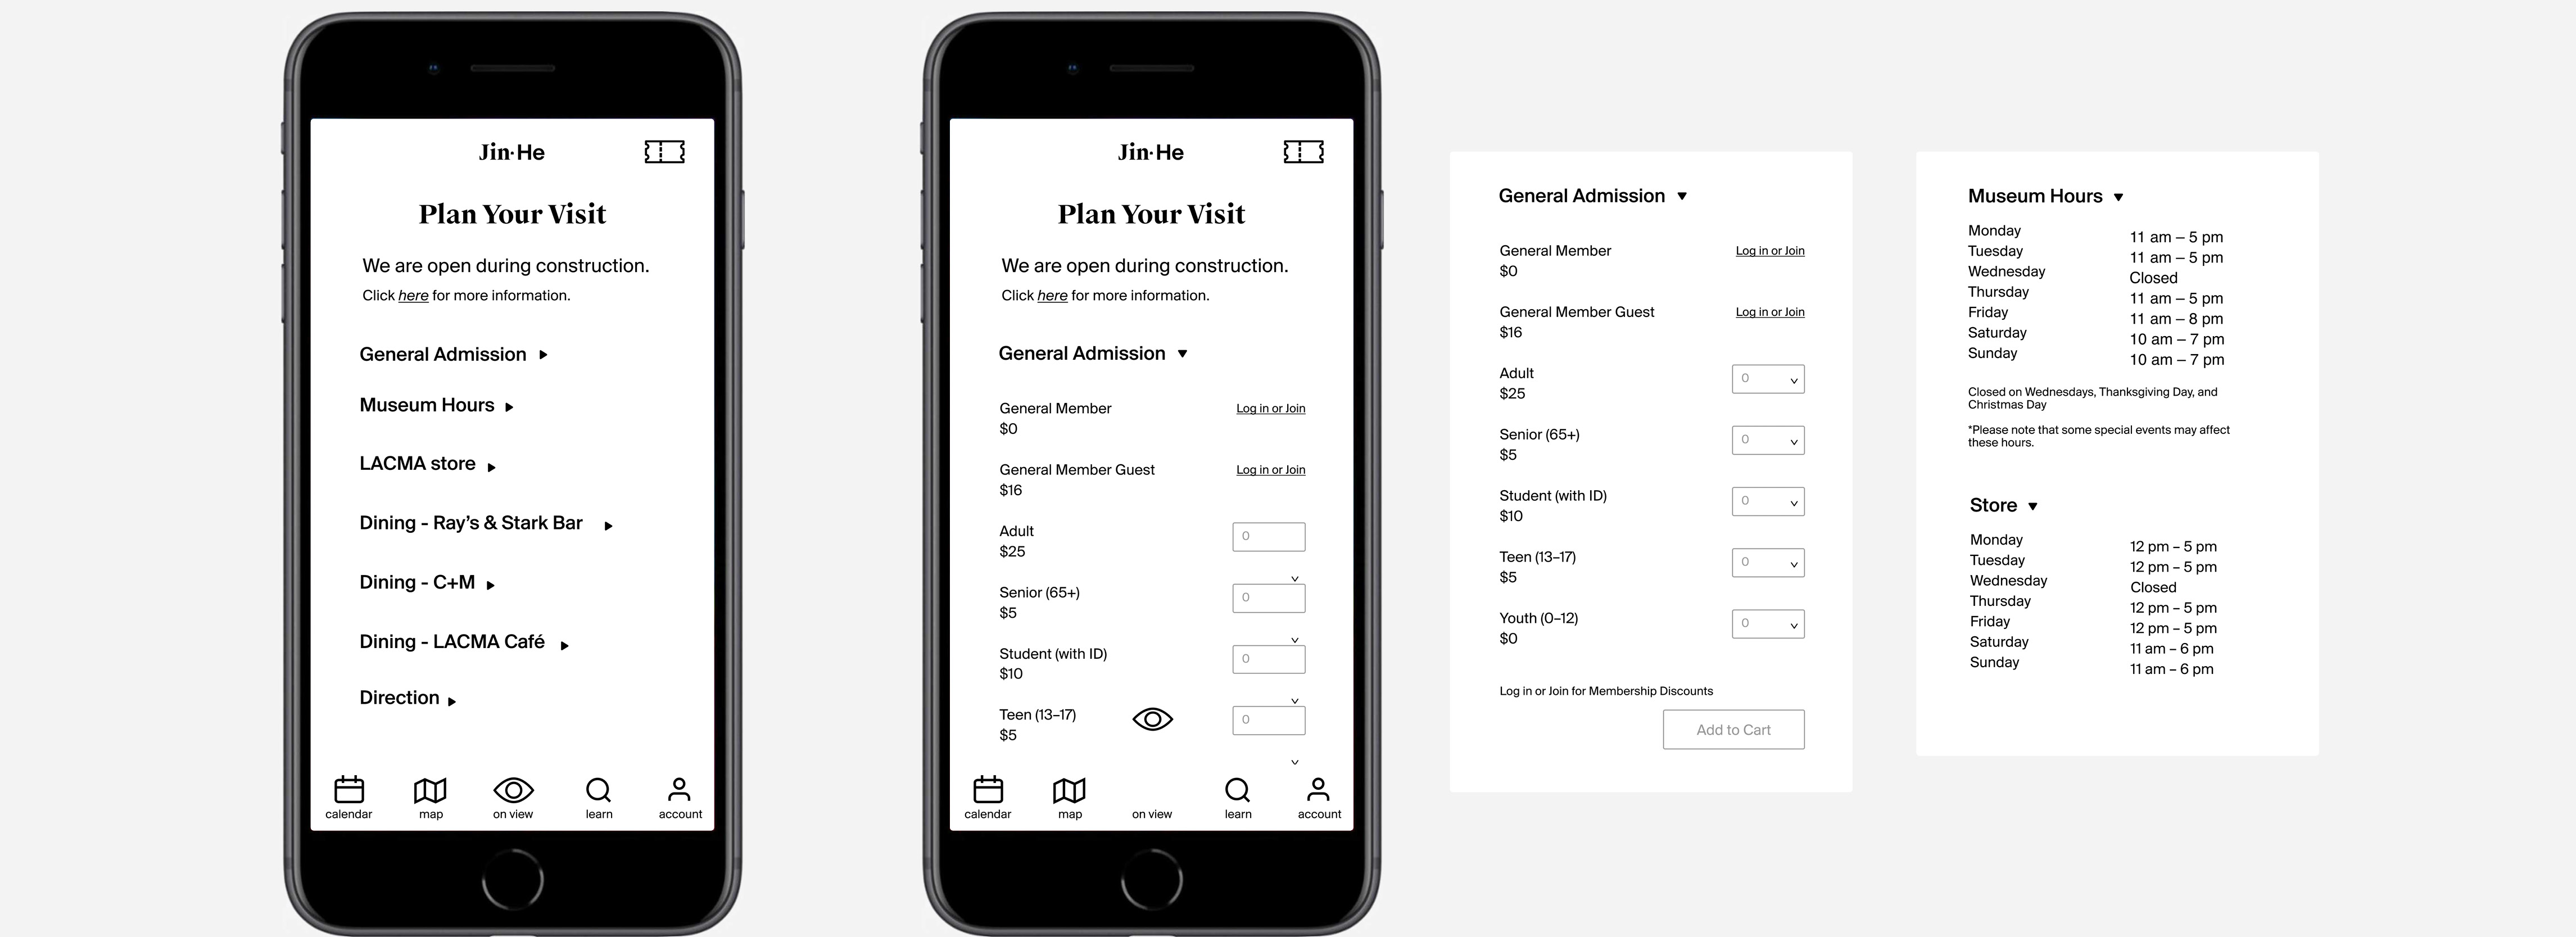 Jin·He
Plan Your Visit
We are open during construction.
Click here for more information.
General Admission
Museum Hours
LACMA store
Dining - Ray's & Stark Bar
Dining - C+M
Dining - LACMA Café
Direction
calendar map on view learn account
Jin·He
Plan Your Visit
We are open during construction.
Click here for more information.
General Admission
General Member Log in or Join
$0
General Member Guest Log in or Join
$16
Adult 0
$25
Senior (65+) 0
$5
Student (with ID) 0
$10
Teen (13–17) 0
$5
calendar map on view learn account
General Admission
General Member Log in or Join
$0
General Member Guest Log in or Join
$16
Adult 0
$25
Senior (65+) 0
$5
Student (with ID) 0
$10
Teen (13–17) 0
$5
Youth (0–12) 0
$0
Log in or Join for Membership Discounts
Add to Cart
Museum Hours
Monday 11 am – 5 pm
Tuesday 11 am – 5 pm
Wednesday Closed
Thursday 11 am – 5 pm
Friday 11 am – 8 pm
Saturday 10 am – 7 pm
Sunday 10 am – 7 pm
Closed on Wednesdays, Thanksgiving Day, and
Christmas Day
*Please note that some special events may affect
these hours.
Store
Monday 12 pm – 5 pm
Tuesday 12 pm – 5 pm
Wednesday Closed
Thursday 12 pm – 5 pm
Friday 12 pm – 5 pm
Saturday 11 am – 6 pm
Sunday 11 am – 6 pm